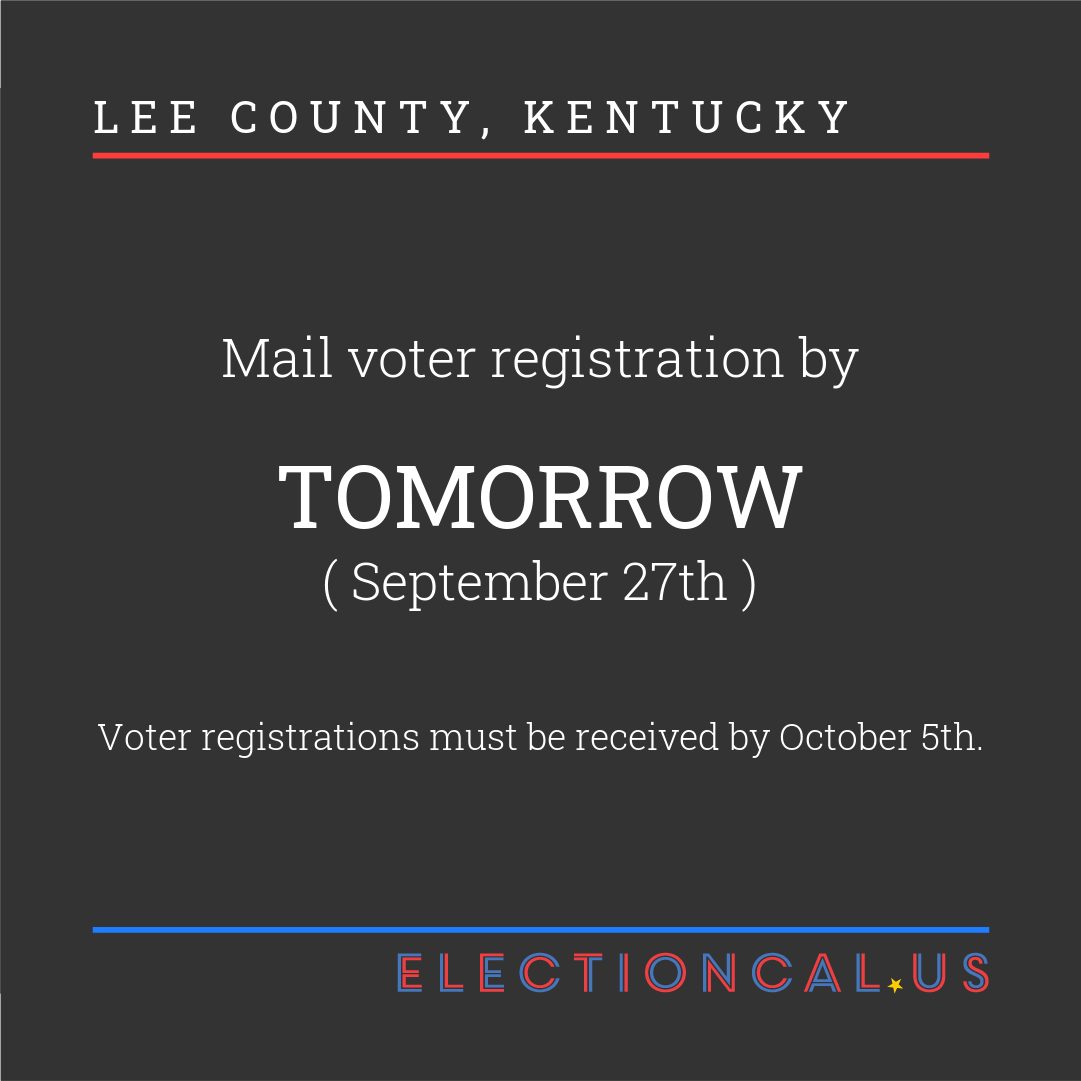 LEE COUNTY, KENTUCKY
Mail voter registration by
TOMORROW
( September 27th )
Voter registrations must be received by October 5th.
ELECTIONCAL.US